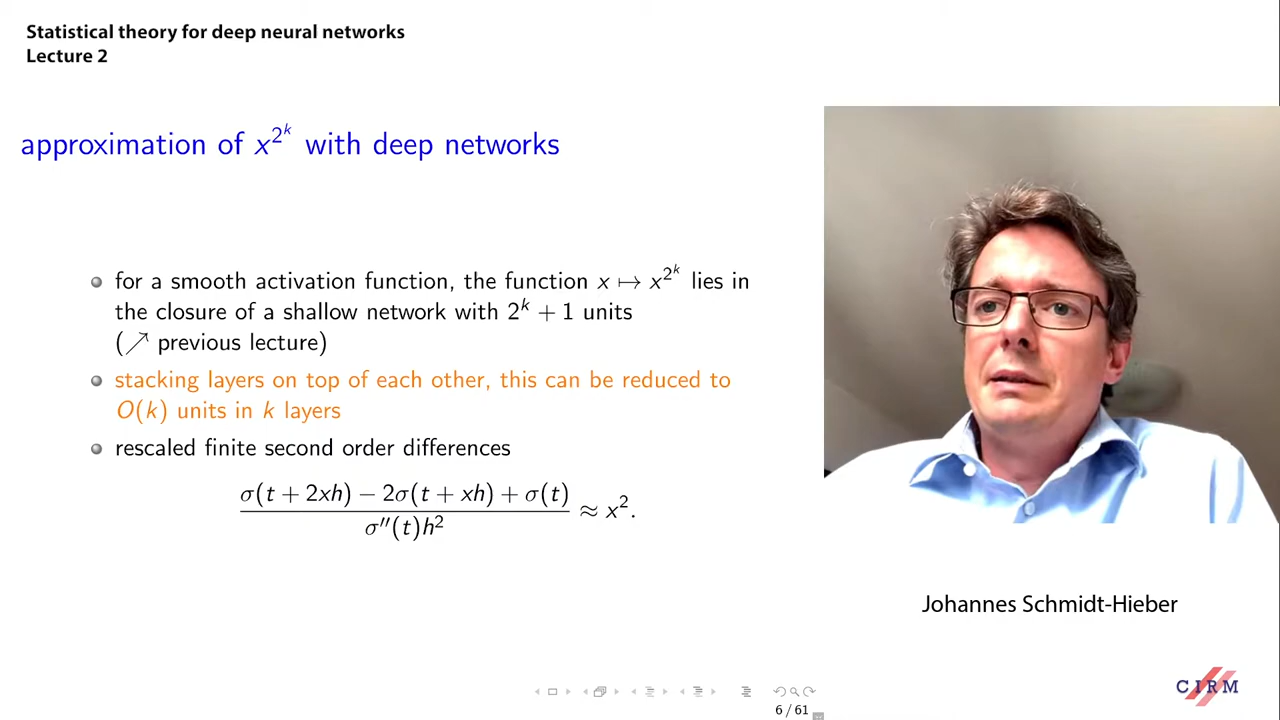 Statistical theory for deep neural networks
Lecture 2
approximation of x^{2^k} with deep networks
for a smooth activation function, the function x ↦ x^{2^k} lies in
the closure of a shallow network with 2^k + 1 units
(↗ previous lecture)
stacking layers on top of each other, this can be reduced to
O(k) units in k layers
rescaled finite second order differences
σ(t + 2xh) − 2σ(t + xh) + σ(t)
σ′′(t)h^2
≈ x^2.
Johannes Schmidt-Hieber
CIRM
6 / 61